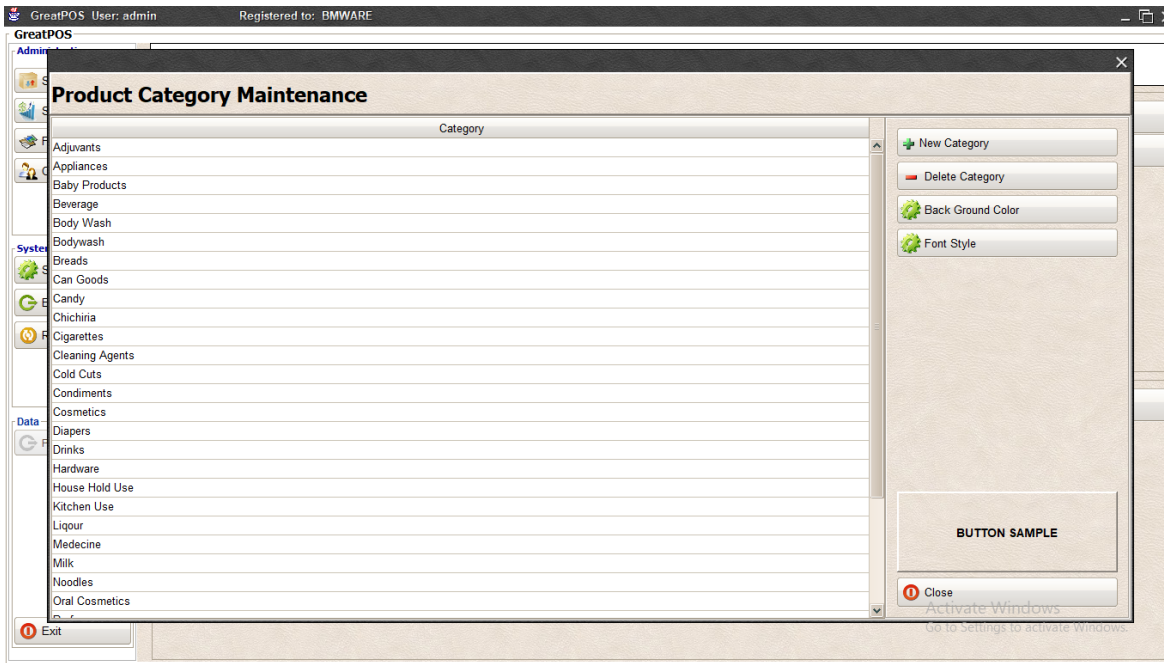 GreatPOS User: admin Registered to: BMWARE
GreatPOS
Product Category Maintenance
Category
Adjuvants
Appliances
Baby Products
Beverage
Body Wash
Bodywash
Breads
Can Goods
Candy
Chichiria
Cigarettes
Cleaning Agents
Cold Cuts
Condiments
Cosmetics
Diapers
Drinks
Hardware
House Hold Use
Kitchen Use
Liqour
Medecine
Milk
Noodles
Oral Cosmetics
New Category
Delete Category
Back Ground Color
Font Style
BUTTON SAMPLE
Close
Activate Windows
Go to Settings to activate Windows.
Data
Exit